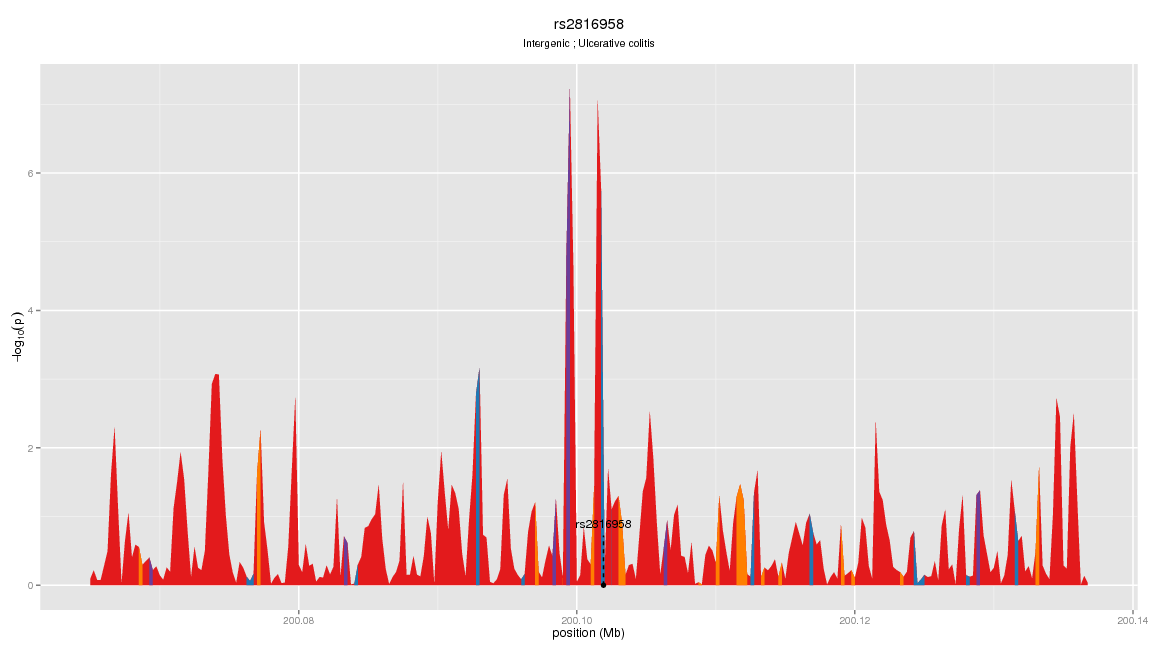 rs2816958
Intergenic ; Ulcerative colitis
−log10(p)
6
4
2
0
rs2816958
200.08
200.10
200.12
200.14
position (Mb)